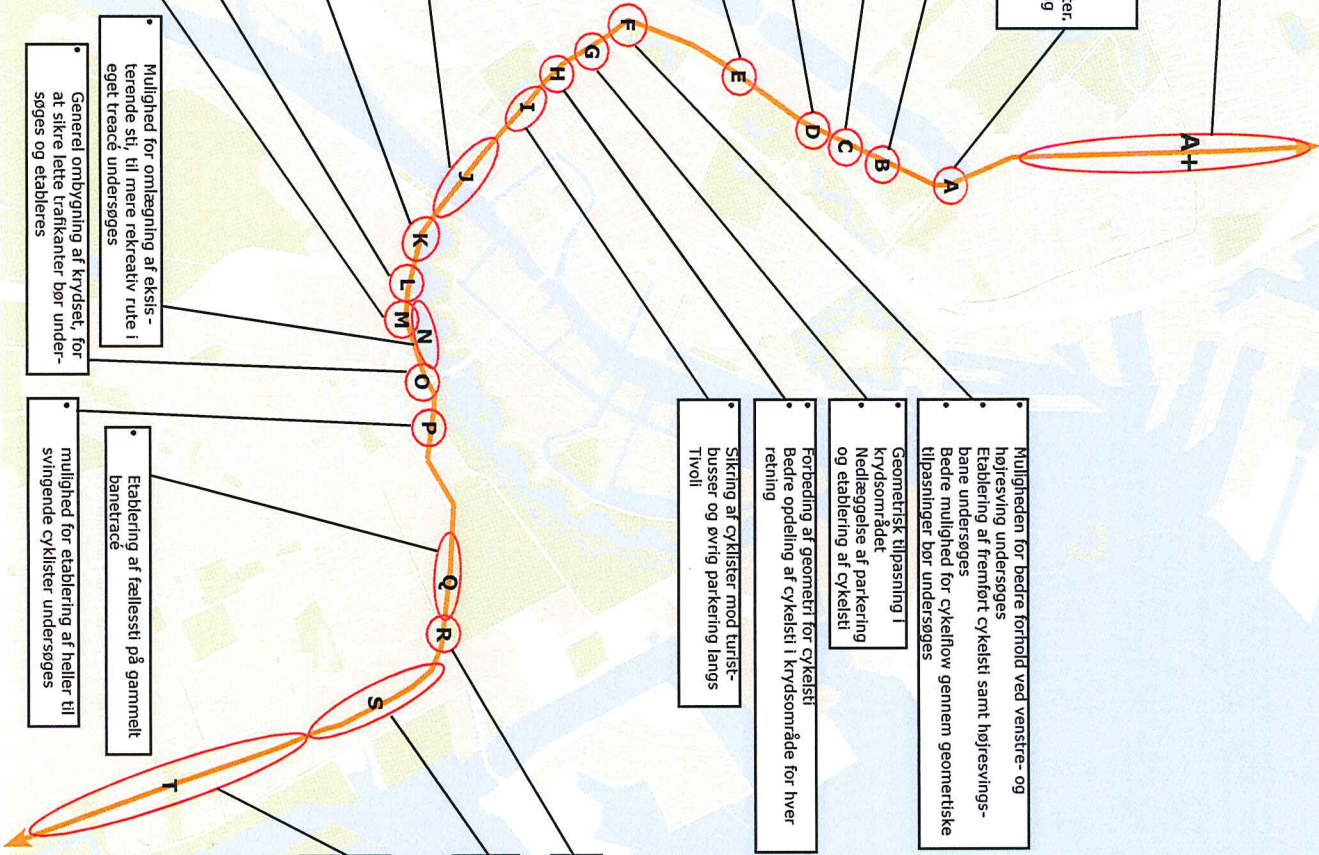 A+
ter.
g
A
B
C
D
E
F
G
H
I
J
K
L
M
N
O
P
Q
R
S
T
• Muligheden for bedre forhold ved venstre- og
højresving undersøges
• Etablering af fremført cykelsti samt højresvings-
bane undersøges
• Bedre mulighed for cykelflow gennem geomertiske
tilpasninger bør undersøges
• Geometrisk tilpasning i
krydsområdet
• Nedlæggelse af parkering
og etablering af cykelsti
• Forbeding af geometri for cykelsti
• Bedre opdeling af cykelsti i krydsområde for hver
retning
• Sikring af cyklister mod turist-
busser og øvrig parkering langs
Tivoli
• Mulighed for omlægning af eksis-
terende sti, til mere rekreativ rute i
eget treacé undersøges
• Generel ombygning af krydset, for
at sikre lette trafikanter bør under-
søges og etableres
• Etablering af fællessti på gammelt
banetracé
• mulighed for etablering af heller til
svingende cyklister undersøges